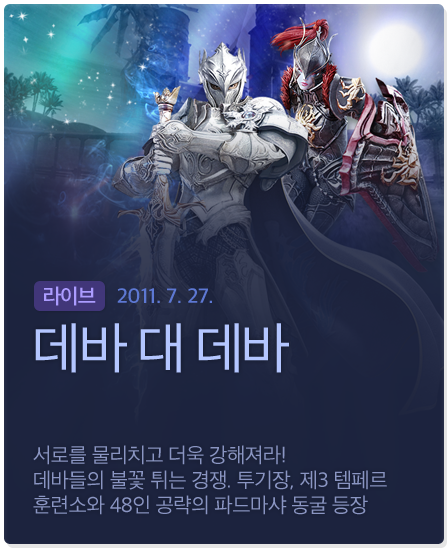 라이브 2011. 7. 27.
데바 대 데바
서로를 물리치고 더욱 강해져라!
데바들의 불꽃 튀는 경쟁. 투기장, 제3 템페르
훈련소와 48인 공략의 파드마샤 동굴 등장